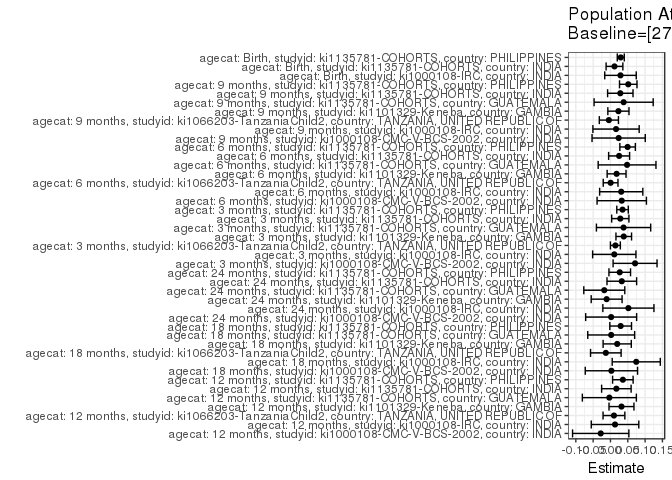 Population At
Baseline=[27
agecat: Birth, studyid: ki1135781-COHORTS, country: PHILIPPINES
agecat: Birth, studyid: ki1135781-COHORTS, country: INDIA
agecat: Birth, studyid: ki1000108-IRC, country: INDIA
agecat: 9 months, studyid: ki1135781-COHORTS, country: PHILIPPINES
agecat: 9 months, studyid: ki1135781-COHORTS, country: INDIA
agecat: 9 months, studyid: ki1135781-COHORTS, country: GUATEMALA
agecat: 9 months, studyid: ki1101329-Keneba, country: GAMBIA
agecat: 9 months, studyid: ki1066203-TanzaniaChild2, country: TANZANIA, UNITED REPUBLIC OF
agecat: 9 months, studyid: ki1000108-IRC, country: INDIA
agecat: 9 months, studyid: ki1000108-CMC-V-BCS-2002, country: INDIA
agecat: 6 months, studyid: ki1135781-COHORTS, country: PHILIPPINES
agecat: 6 months, studyid: ki1135781-COHORTS, country: INDIA
agecat: 6 months, studyid: ki1135781-COHORTS, country: GUATEMALA
agecat: 6 months, studyid: ki1101329-Keneba, country: GAMBIA
agecat: 6 months, studyid: ki1066203-TanzaniaChild2, country: TANZANIA, UNITED REPUBLIC OF
agecat: 6 months, studyid: ki1000108-IRC, country: INDIA
agecat: 6 months, studyid: ki1000108-CMC-V-BCS-2002, country: INDIA
agecat: 3 months, studyid: ki1135781-COHORTS, country: PHILIPPINES
agecat: 3 months, studyid: ki1135781-COHORTS, country: INDIA
agecat: 3 months, studyid: ki1135781-COHORTS, country: GUATEMALA
agecat: 3 months, studyid: ki1101329-Keneba, country: GAMBIA
agecat: 3 months, studyid: ki1066203-TanzaniaChild2, country: TANZANIA, UNITED REPUBLIC OF
agecat: 3 months, studyid: ki1000108-IRC, country: INDIA
agecat: 3 months, studyid: ki1000108-CMC-V-BCS-2002, country: INDIA
agecat: 24 months, studyid: ki1135781-COHORTS, country: PHILIPPINES
agecat: 24 months, studyid: ki1135781-COHORTS, country: INDIA
agecat: 24 months, studyid: ki1135781-COHORTS, country: GUATEMALA
agecat: 24 months, studyid: ki1101329-Keneba, country: GAMBIA
agecat: 24 months, studyid: ki1000108-IRC, country: INDIA
agecat: 24 months, studyid: ki1000108-CMC-V-BCS-2002, country: INDIA
agecat: 18 months, studyid: ki1135781-COHORTS, country: PHILIPPINES
agecat: 18 months, studyid: ki1135781-COHORTS, country: GUATEMALA
agecat: 18 months, studyid: ki1101329-Keneba, country: GAMBIA
agecat: 18 months, studyid: ki1066203-TanzaniaChild2, country: TANZANIA, UNITED REPUBLIC OF
agecat: 18 months, studyid: ki1000108-IRC, country: INDIA
agecat: 18 months, studyid: ki1000108-CMC-V-BCS-2002, country: INDIA
agecat: 12 months, studyid: ki1135781-COHORTS, country: PHILIPPINES
agecat: 12 months, studyid: ki1135781-COHORTS, country: INDIA
agecat: 12 months, studyid: ki1135781-COHORTS, country: GUATEMALA
agecat: 12 months, studyid: ki1101329-Keneba, country: GAMBIA
agecat: 12 months, studyid: ki1066203-TanzaniaChild2, country: TANZANIA, UNITED REPUBLIC OF
agecat: 12 months, studyid: ki1000108-IRC, country: INDIA
agecat: 12 months, studyid: ki1000108-CMC-V-BCS-2002, country: INDIA
Estimate